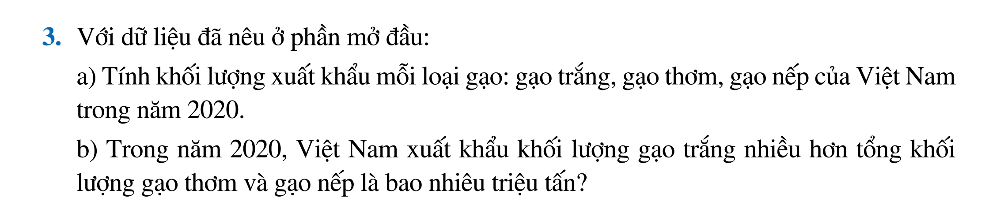 3. Với dữ liệu đã nêu ở phần mở đầu:
a) Tính khối lượng xuất khẩu mỗi loại gạo: gạo trắng, gạo thơm, gạo nếp của Việt Nam
trong năm 2020.
b) Trong năm 2020, Việt Nam xuất khẩu khối lượng gạo trắng nhiều hơn tổng khối
lượng gạo thơm và gạo nếp là bao nhiêu triệu tấn?